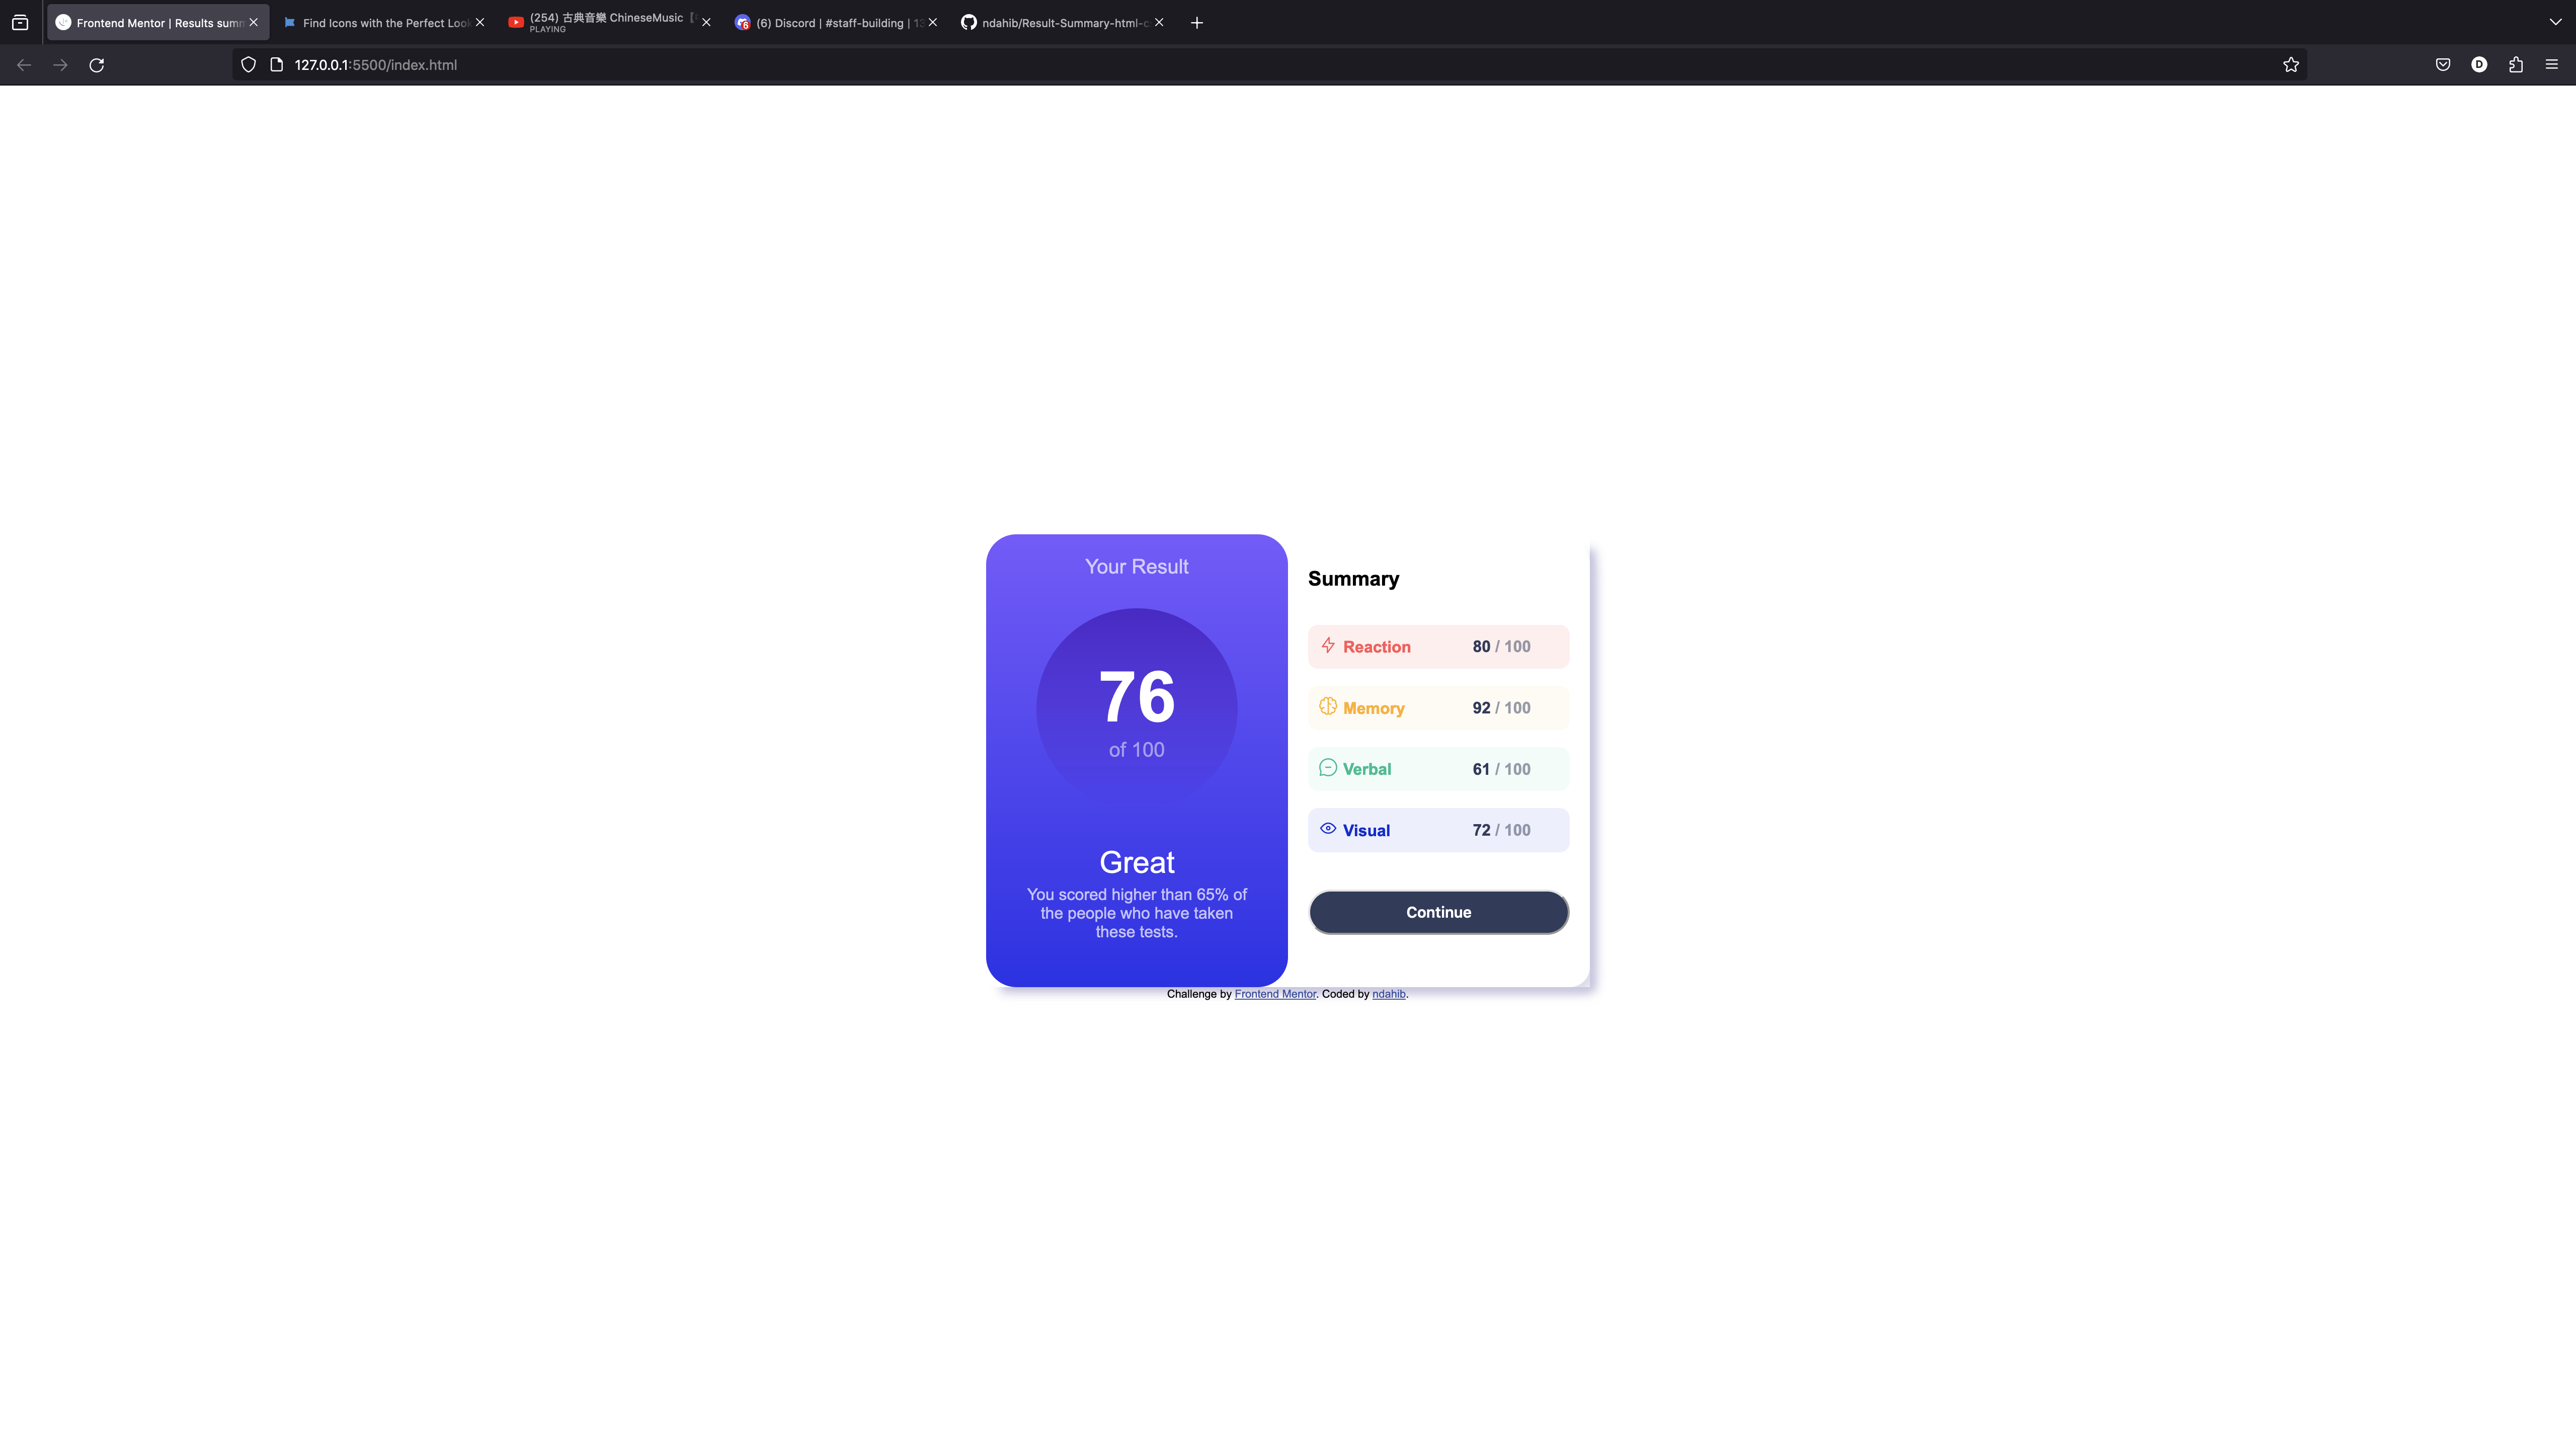 Frontend Mentor | Results sum
Find Icons with the Perfect Look
(254) 古典音樂 ChineseMusic
PLAYING
(6) Discord | #staff-building | 13
ndahib/Result-Summary-html-c
127.0.0.1:5500/index.html
D
Your Result
76
of 100
Great
You scored higher than 65% of
the people who have taken
these tests.
Summary
Reaction 80 / 100
Memory 92 / 100
Verbal 61 / 100
Visual 72 / 100
Continue
Challenge by Frontend Mentor. Coded by ndahib.